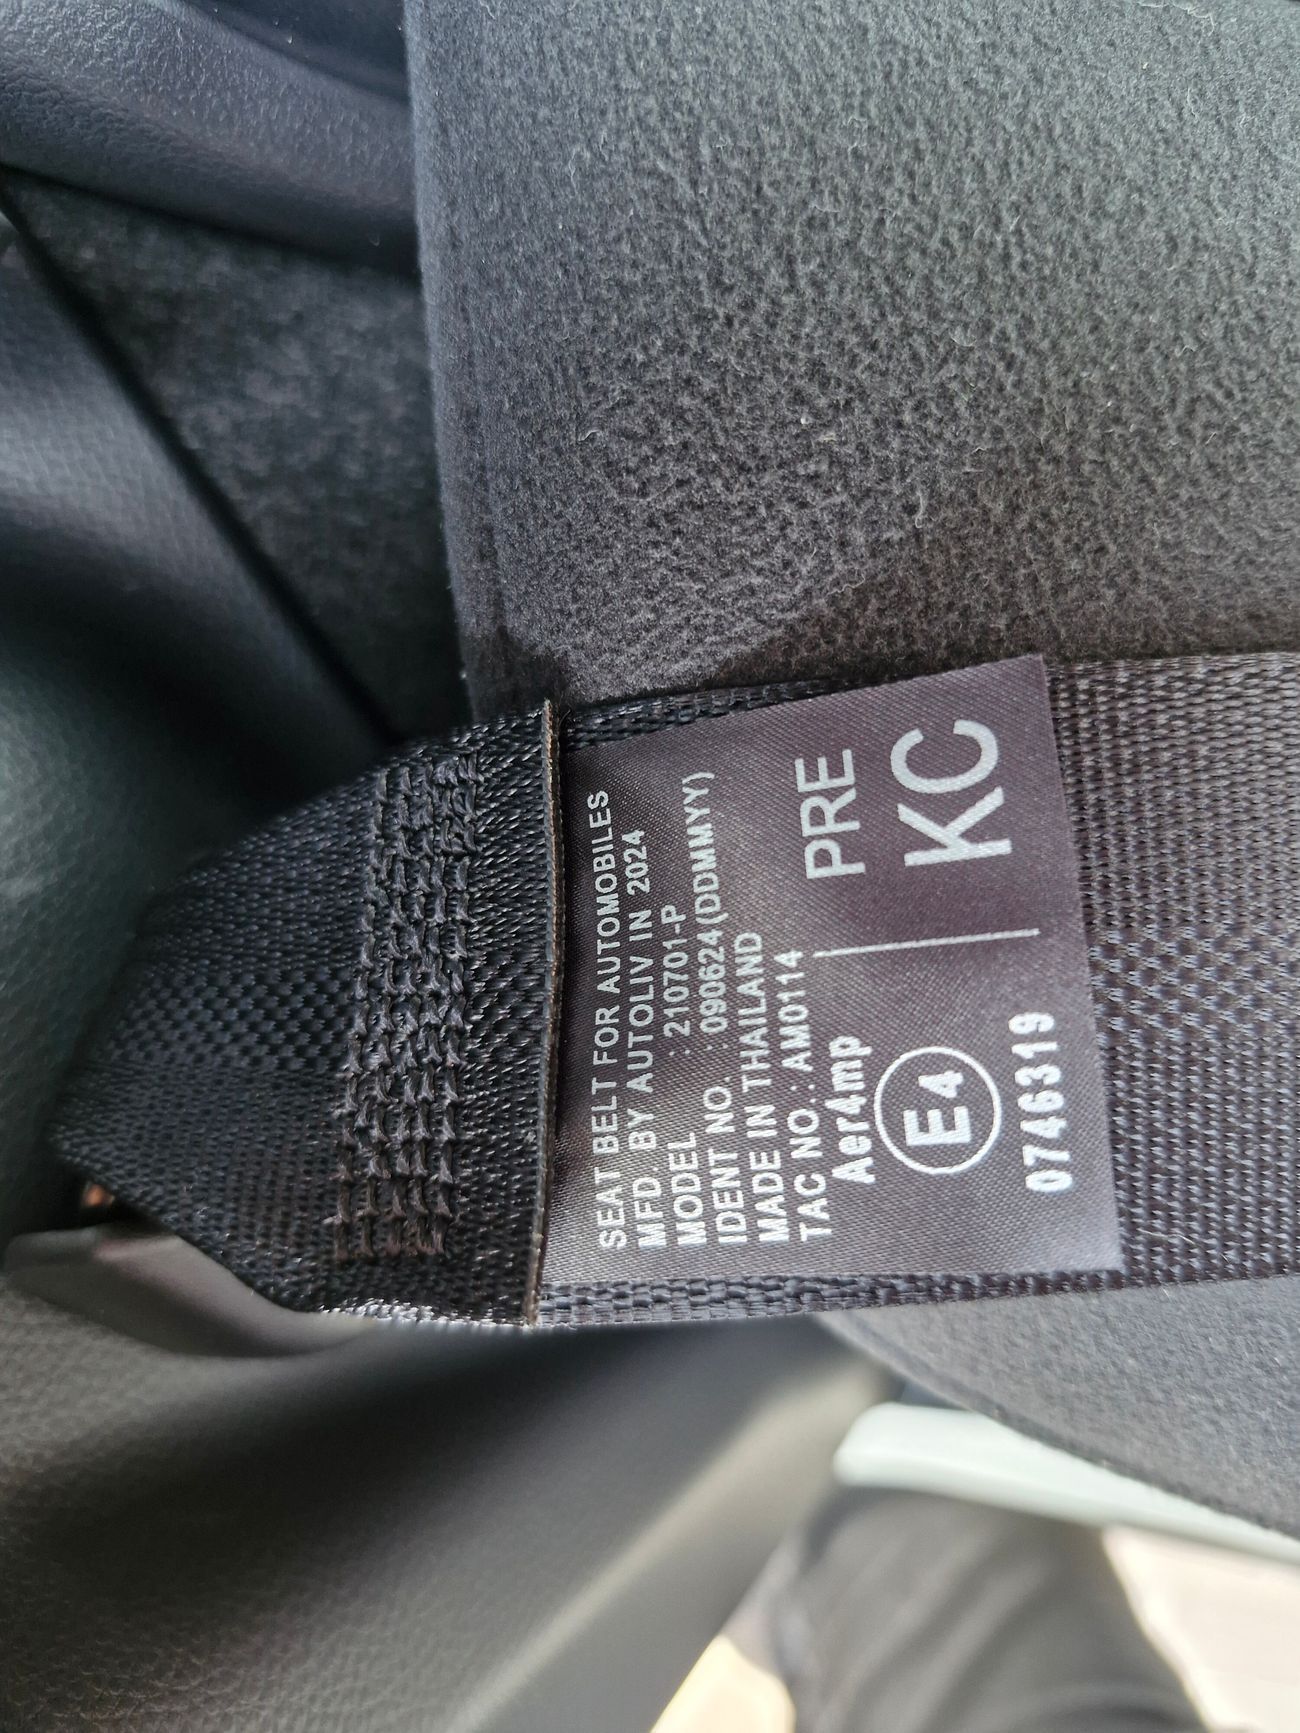 SEAT BELT FOR AUTOMOBILES
MFD. BY AUTOLIV IN 2024
MODEL : 210701-P
IDENT NO. : 090624(DDMMYY)
MADE IN THAILAND
TAC NO.: AM0114
Aer4mp
E4
0746319
PRE
KC